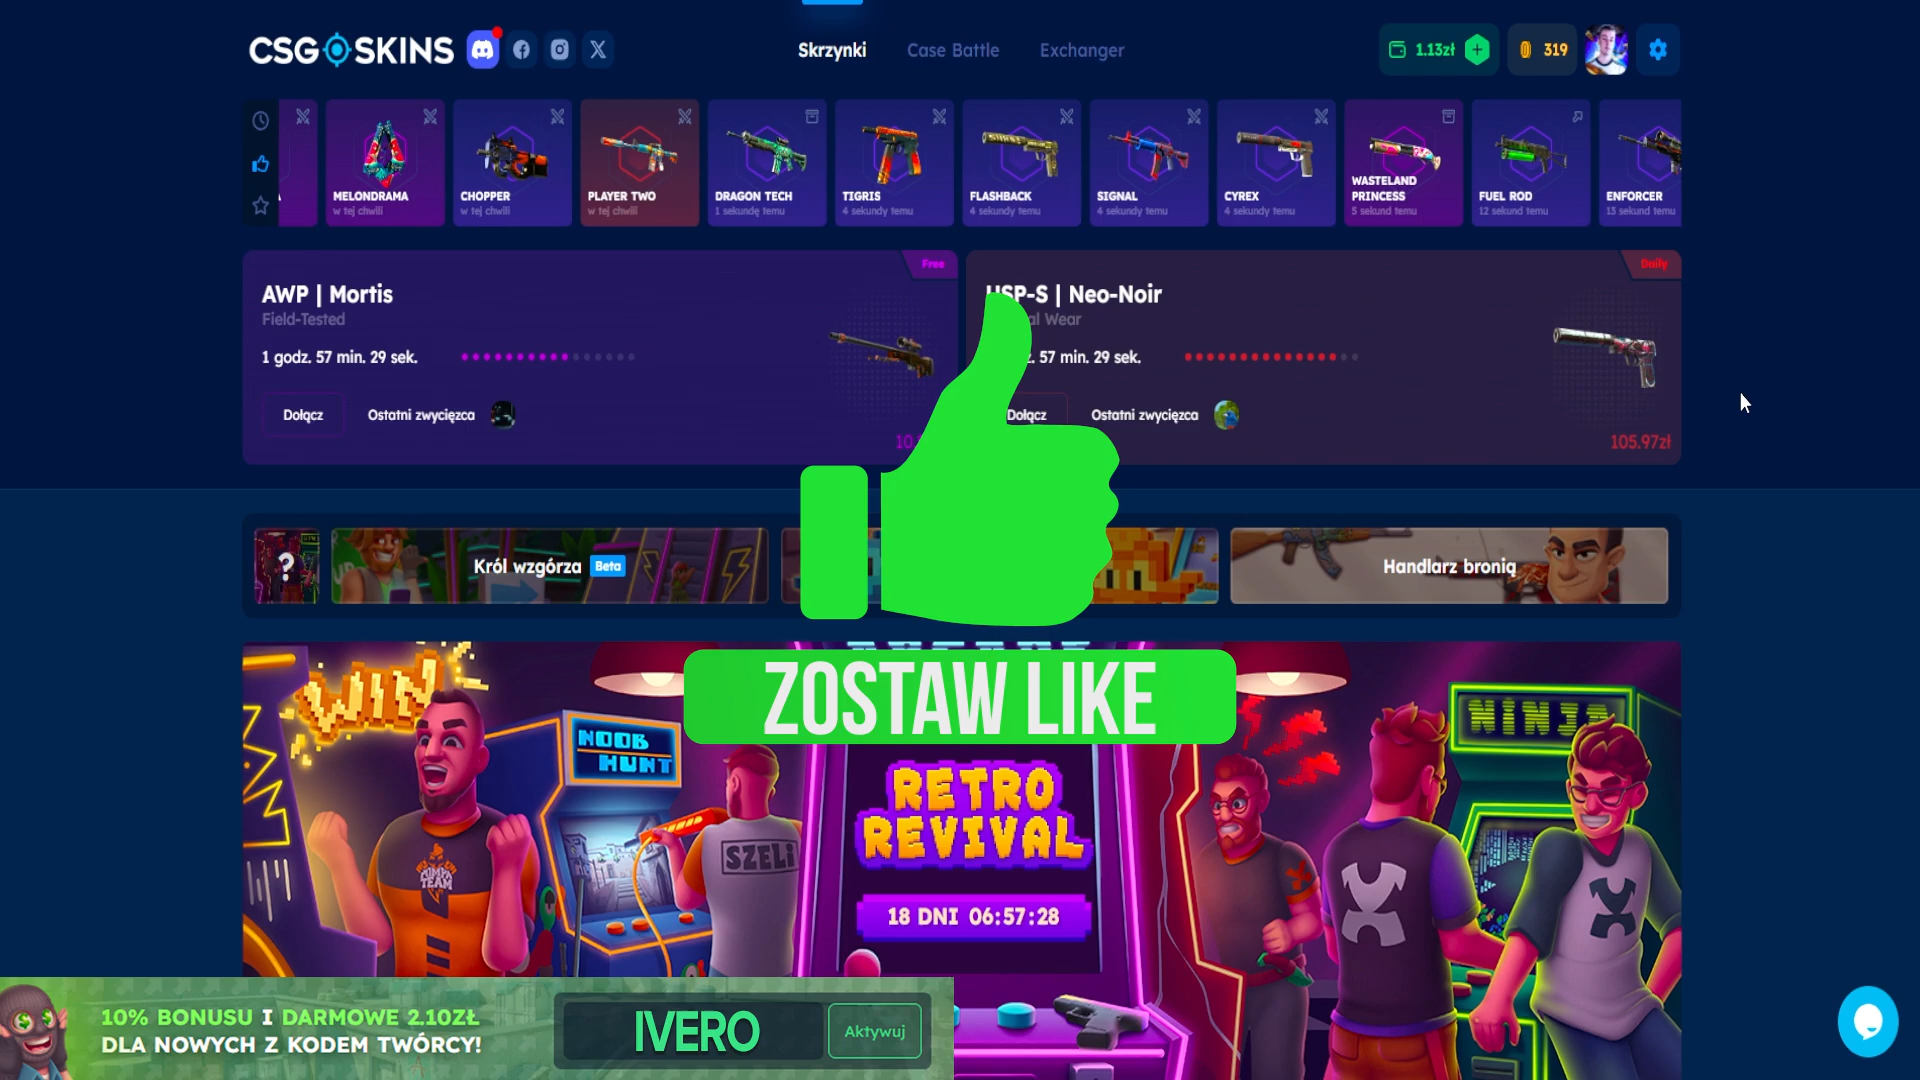 CSGOSKINS
Skrzynki
Case Battle
Exchanger
1.13zł
319
MELONDRAMA
w tej chwili
CHOPPER
w tej chwili
PLAYER TWO
w tej chwili
DRAGON TECH
1 sekundę temu
TIGRIS
4 sekundy temu
FLASHBACK
4 sekundy temu
SIGNAL
4 sekundy temu
CYREX
4 sekundy temu
WASTELAND
PRINCESS
5 sekund temu
FUEL ROD
12 sekund temu
ENFORCER
13 sekund temu
Free
AWP | Mortis
Field-Tested
1 godz. 57 min. 29 sek.
Dołącz
Ostatni zwycięzca
Daily
USP-S | Neo-Noir
Wear
57 min. 29 sek.
Dołącz
Ostatni zwycięzca
105.97zł
?
Król wzgórza Beta
Handlarz bronią
ZOSTAW LIKE
WIN
NOOB
HUNT
SZELI
COMPA
TEAM
NINJA
RETRO
REVIVAL
18 DNI 06:57:28
10% BONUSU I DARMOWE 2.10ZŁ
DLA NOWYCH Z KODEM TWÓRCY!
IVERO
Aktywuj